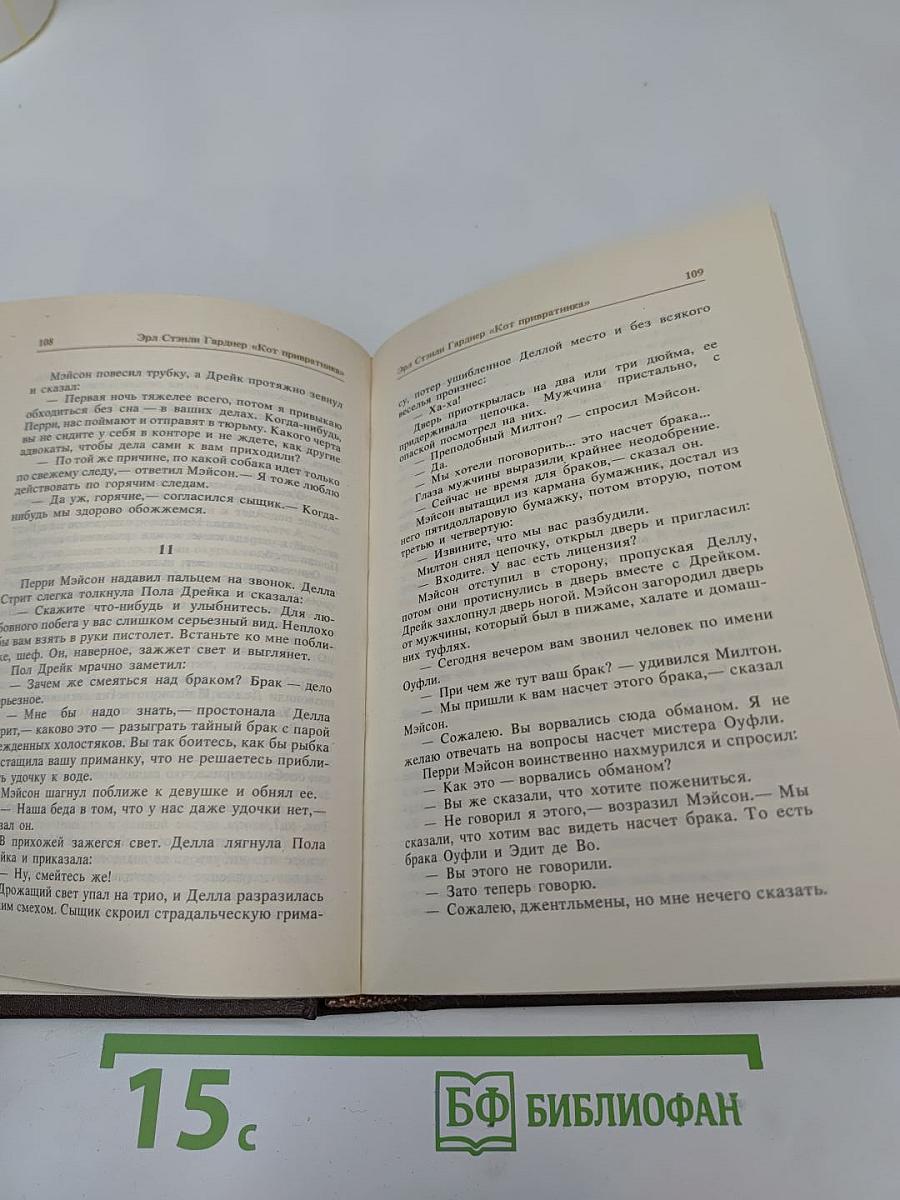 108
Эрл Стэнли Гарднер «Кот привратника»
Мэйсон повесил трубку, а Дрейк протяжно зевнул
и сказал:
— Первая ночь тяжелее всего, потом я привыкаю
обходиться без сна — в ваших делах. Когда-нибудь,
Перри, нас поймают и отправят в тюрьму. Какого черта
вы не сидите у себя в конторе и не ждете, как другие
адвокаты, чтобы дела сами к вам приходили?
— По той же причине, по какой собака идет только
по свежему следу,— ответил Мэйсон.— Я тоже люблю
действовать по горячим следам.
— Да уж, горячие,— согласился сыщик.— Когда-
нибудь мы здорово обожжемся.
11
Перри Мэйсон надавил пальцем на звонок. Делла
Стрит слегка толкнула Пола Дрейка и сказала:
— Скажите что-нибудь и улыбнитесь. Для лю-
бовного побега у вас слишком серьезный вид. Неплохо
бы вам взять в руки пистолет. Встаньте ко мне побли-
же, шеф. Он, наверное, зажжет свет и выглянет.
Пол Дрейк мрачно заметил:
— Зачем же смеяться над браком? Брак — дело
рьезное.
— Мне бы надо знать,— простонала Делла
рит,— каково это — разыграть тайный брак с парой
ежденных холостяков. Вы так боитесь, как бы рыбка
стащила вашу приманку, что не решаетесь прибли-
ть удочку к воде.
Мэйсон шагнул поближе к девушке и обнял ее.
— Наша беда в том, что у нас даже удочки нет,—
зал он.
В прихожей зажегся свет. Делла лягнула Пола
йка и приказала:
— Ну, смейтесь же!
Дрожащий свет упал на трио, и Делла разразилась
ким смехом. Сыщик скроил страдальческую грима-
109
Эрл Стэнли Гарднер «Кот привратника»
су, потер ушибленное Деллой место и без всякого
веселья произнес:
— Ха-ха!
Дверь приоткрылась на два или три дюйма, ее
придерживала цепочка. Мужчина пристально, с
опаской посмотрел на них.
— Преподобный Милтон? — спросил Мэйсон.
— Да.
— Мы хотели поговорить... это насчет брака...
Глаза мужчины выразили крайнее неодобрение.
— Сейчас не время для браков,— сказал он.
Мэйсон вытащил из кармана бумажник, достал из
него пятидолларовую бумажку, потом вторую, потом
третью и четвертую:
— Извините, что мы вас разбудили.
Милтон снял цепочку, открыл дверь и пригласил:
— Входите. У вас есть лицензия?
Мэйсон отступил в сторону, пропуская Деллу,
потом они протиснулись в дверь вместе с Дрейком.
Дрейк захлопнул дверь ногой. Мэйсон загородил дверь
от мужчины, который был в пижаме, халате и домаш-
них туфлях.
— Сегодня вечером вам звонил человек по имени
Оуфли.
— При чем же тут ваш брак? — удивился Милтон.
— Мы пришли к вам насчет этого брака,— сказал
Мэйсон.
— Сожалею. Вы ворвались сюда обманом. Я не
желаю отвечать на вопросы насчет мистера Оуфли.
Перри Мэйсон воинственно нахмурился и спросил:
— Как это — ворвались обманом?
— Вы же сказали, что хотите пожениться.
— Не говорил я этого,— возразил Мэйсон.— Мы
сказали, что хотим вас видеть насчет брака. То есть
брака Оуфли и Эдит де Во.
— Вы этого не говорили.
— Зато теперь говорю.
— Сожалею, джентльмены, но мне нечего сказать.
15 с
БФ БИБЛИОФАН